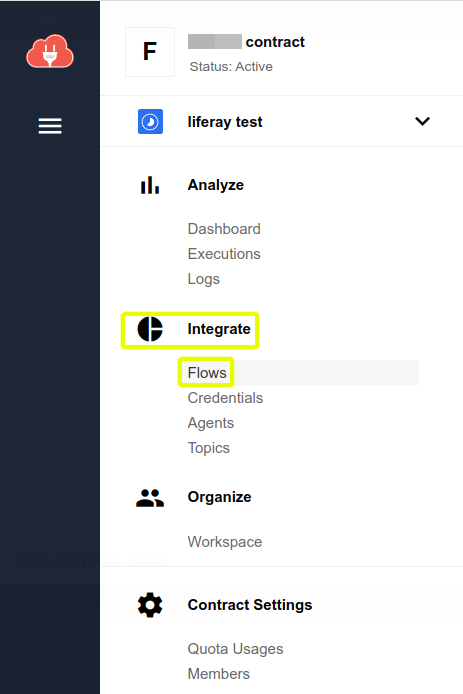 F
contract
Status: Active
liferay test
Analyze
Dashboard
Executions
Logs
Integrate
Flows
Credentials
Agents
Topics
Organize
Workspace
Contract Settings
Quota Usages
Members